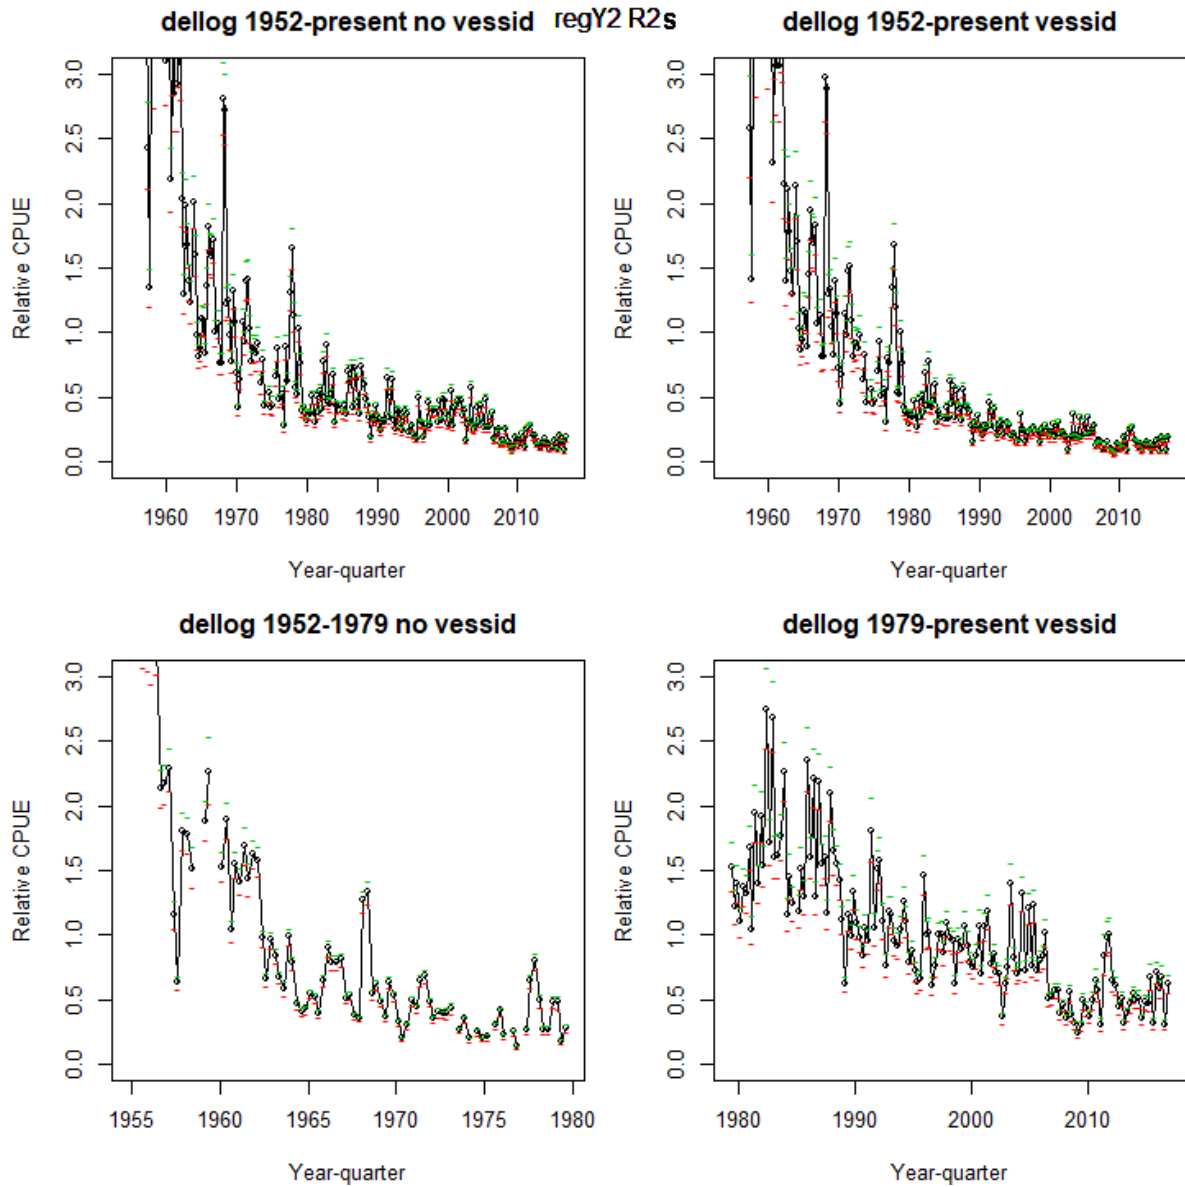 dellog 1952-present no vessid
regY2 R2s
dellog 1952-present vessid
Relative CPUE
3.0
2.5
2.0
1.5
1.0
0.5
0.0
1960 1970 1980 1990 2000 2010
Year-quarter
Relative CPUE
3.0
2.5
2.0
1.5
1.0
0.5
0.0
1960 1970 1980 1990 2000 2010
Year-quarter
dellog 1952-1979 no vessid
Relative CPUE
3.0
2.5
2.0
1.5
1.0
0.5
0.0
1955 1960 1965 1970 1975 1980
Year-quarter
dellog 1979-present vessid
Relative CPUE
3.0
2.5
2.0
1.5
1.0
0.5
0.0
1980 1990 2000 2010
Year-quarter